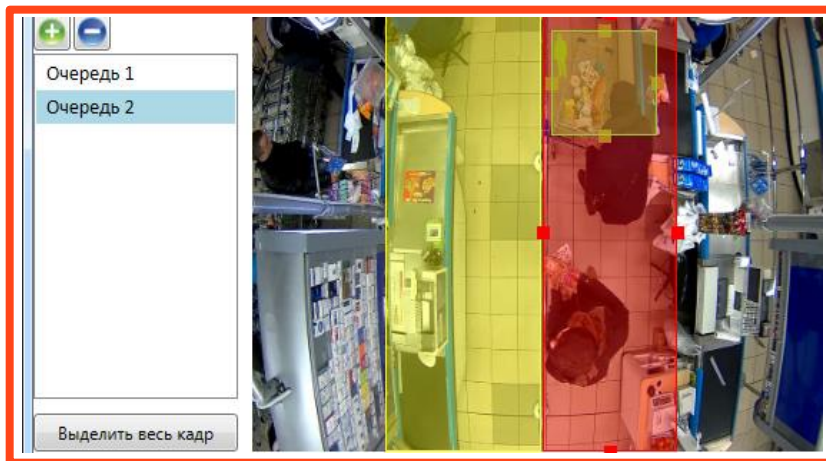 Очередь 1
Очередь 2
Выделить весь кадр